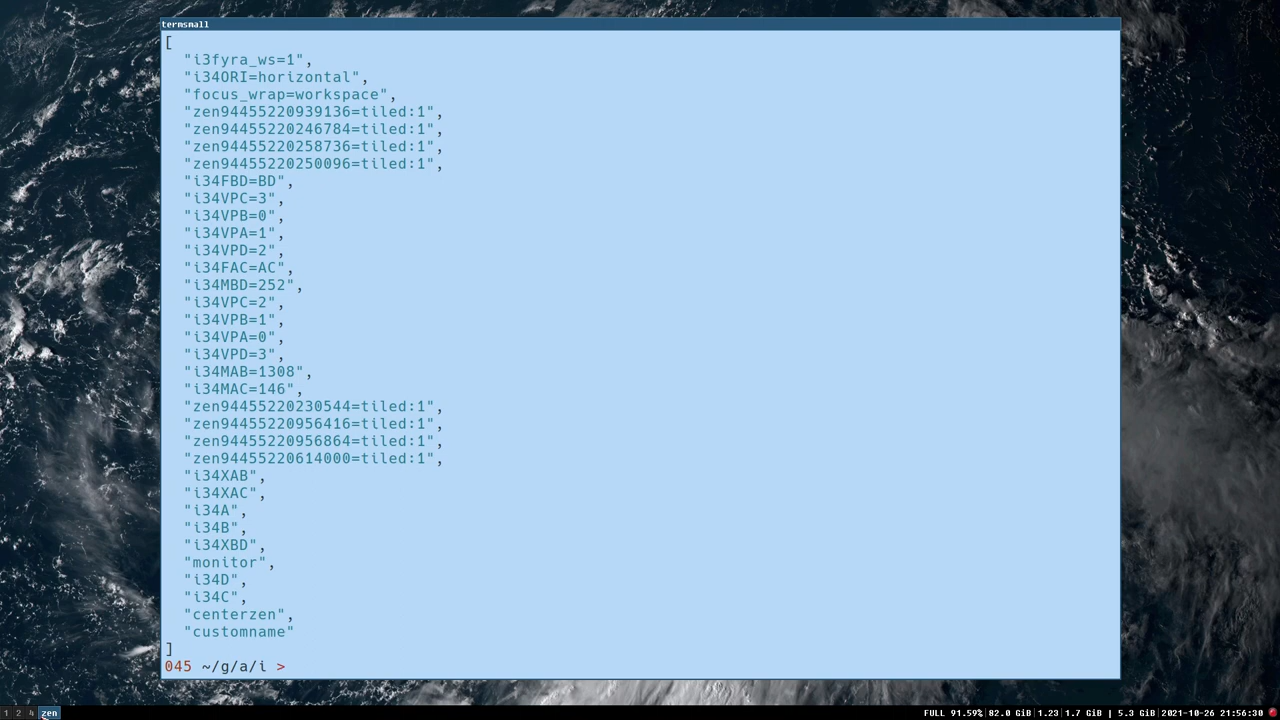 termsmall
[
"i3fyra_ws=1",
"i34ORI=horizontal",
"focus_wrap=workspace",
"zen94455220939136=tiled:1",
"zen94455220246784=tiled:1",
"zen94455220258736=tiled:1",
"zen94455220250096=tiled:1",
"i34FBD=BD",
"i34VPC=3",
"i34VPB=0",
"i34VPA=1",
"i34VPD=2",
"i34FAC=AC",
"i34MBD=252",
"i34VPC=2",
"i34VPB=1",
"i34VPA=0",
"i34VPD=3",
"i34MAB=1308",
"i34MAC=146",
"zen94455220230544=tiled:1",
"zen94455220956416=tiled:1",
"zen94455220956864=tiled:1",
"zen94455220614000=tiled:1",
"i34XAB",
"i34XAC",
"i34A",
"i34B",
"i34XBD",
"monitor",
"i34D",
"i34C",
"centerzen",
"customname"
]
045 ~/g/a/i >
1 2 4 zen FULL 91.59%|82.0 GiB|1.23|1.7 GiB | 5.3 GiB|2021-10-26 21:56:30